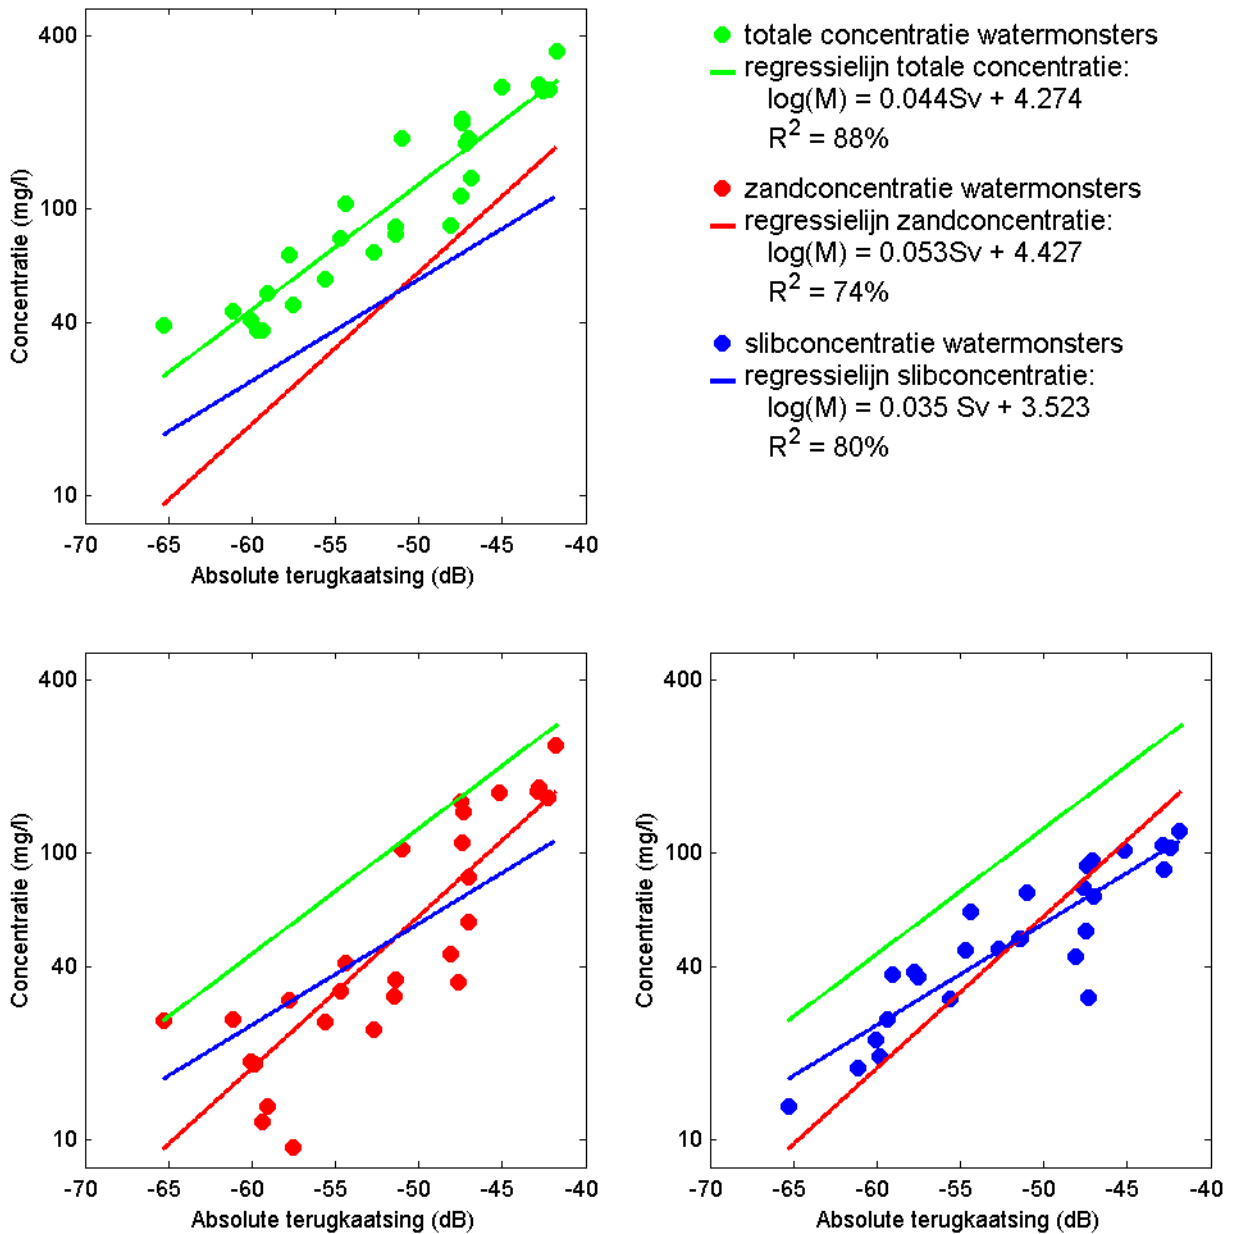 400
100
40
10
Concentratie (mg/l)
-70 -65 -60 -55 -50 -45 -40
Absolute terugkaatsing (dB)
totale concentratie watermonsters
regressielijn totale concentratie:
log(M) = 0.044Sv + 4.274
R² = 88%
zandconcentratie watermonsters
regressielijn zandconcentratie:
log(M) = 0.053Sv + 4.427
R² = 74%
slibconcentratie watermonsters
regressielijn slibconcentratie:
log(M) = 0.035 Sv + 3.523
R² = 80%
400
100
40
10
Concentratie (mg/l)
-70 -65 -60 -55 -50 -45 -40
Absolute terugkaatsing (dB)
400
100
40
10
Concentratie (mg/l)
-70 -65 -60 -55 -50 -45 -40
Absolute terugkaatsing (dB)